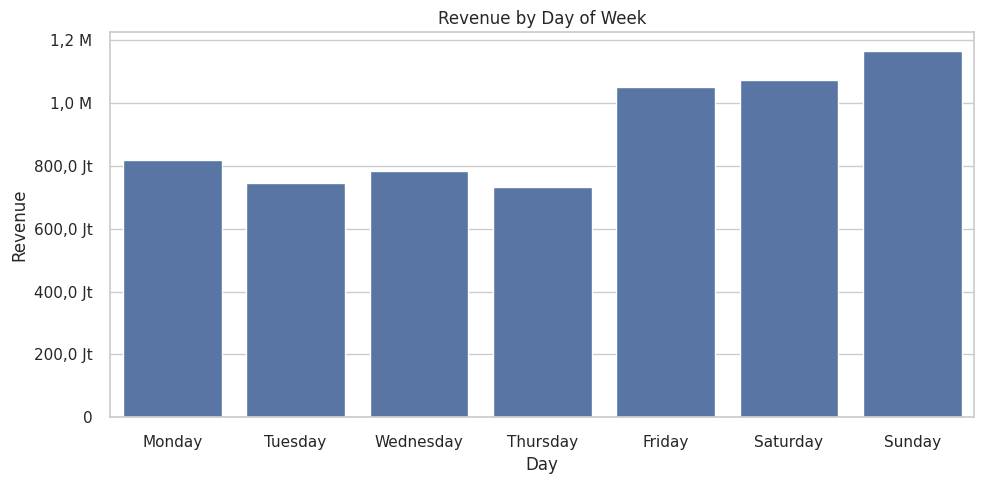 Revenue by Day of Week
1,2 M
1,0 M
800,0 Jt
600,0 Jt
400,0 Jt
200,0 Jt
0
Revenue
Monday Tuesday Wednesday Thursday Friday Saturday Sunday
Day